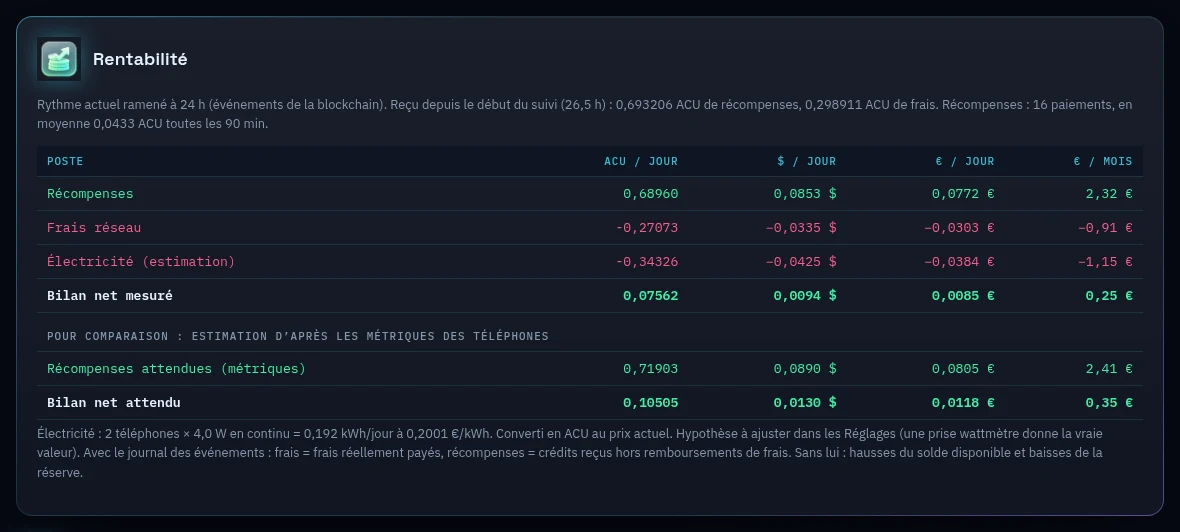 Rentabilité
Rythme actuel ramené à 24 h (événements de la blockchain). Reçu depuis le début du suivi (26,5 h) : 0,693206 ACU de récompenses, 0,298911 ACU de frais. Récompenses : 16 paiements, en
moyenne 0,0433 ACU toutes les 90 min.
POSTE ACU / JOUR $ / JOUR € / JOUR € / MOIS
Récompenses 0,68960 0,0853 $ 0,0772 € 2,32 €
Frais réseau -0,27073 −0,0335 $ −0,0303 € −0,91 €
Électricité (estimation) -0,34326 −0,0425 $ −0,0384 € −1,15 €
Bilan net mesuré 0,07562 0,0094 $ 0,0085 € 0,25 €
POUR COMPARAISON : ESTIMATION D’APRÈS LES MÉTRIQUES DES TÉLÉPHONES
Récompenses attendues (métriques) 0,71903 0,0890 $ 0,0805 € 2,41 €
Bilan net attendu 0,10505 0,0130 $ 0,0118 € 0,35 €
Électricité : 2 téléphones × 4,0 W en continu = 0,192 kWh/jour à 0,2001 €/kWh. Converti en ACU au prix actuel. Hypothèse à ajuster dans les Réglages (une prise wattmètre donne la vraie
valeur). Avec le journal des événements : frais = frais réellement payés, récompenses = crédits reçus hors remboursements de frais. Sans lui : hausses du solde disponible et baisses de la
réserve.